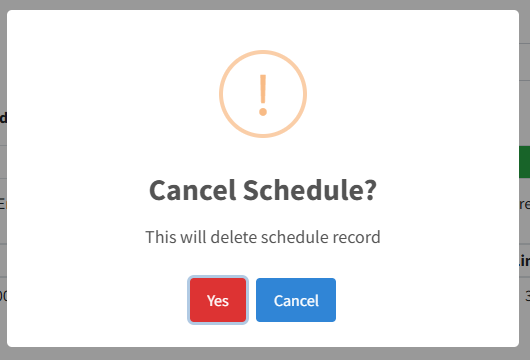 !
Cancel Schedule?
This will delete schedule record
Yes Cancel